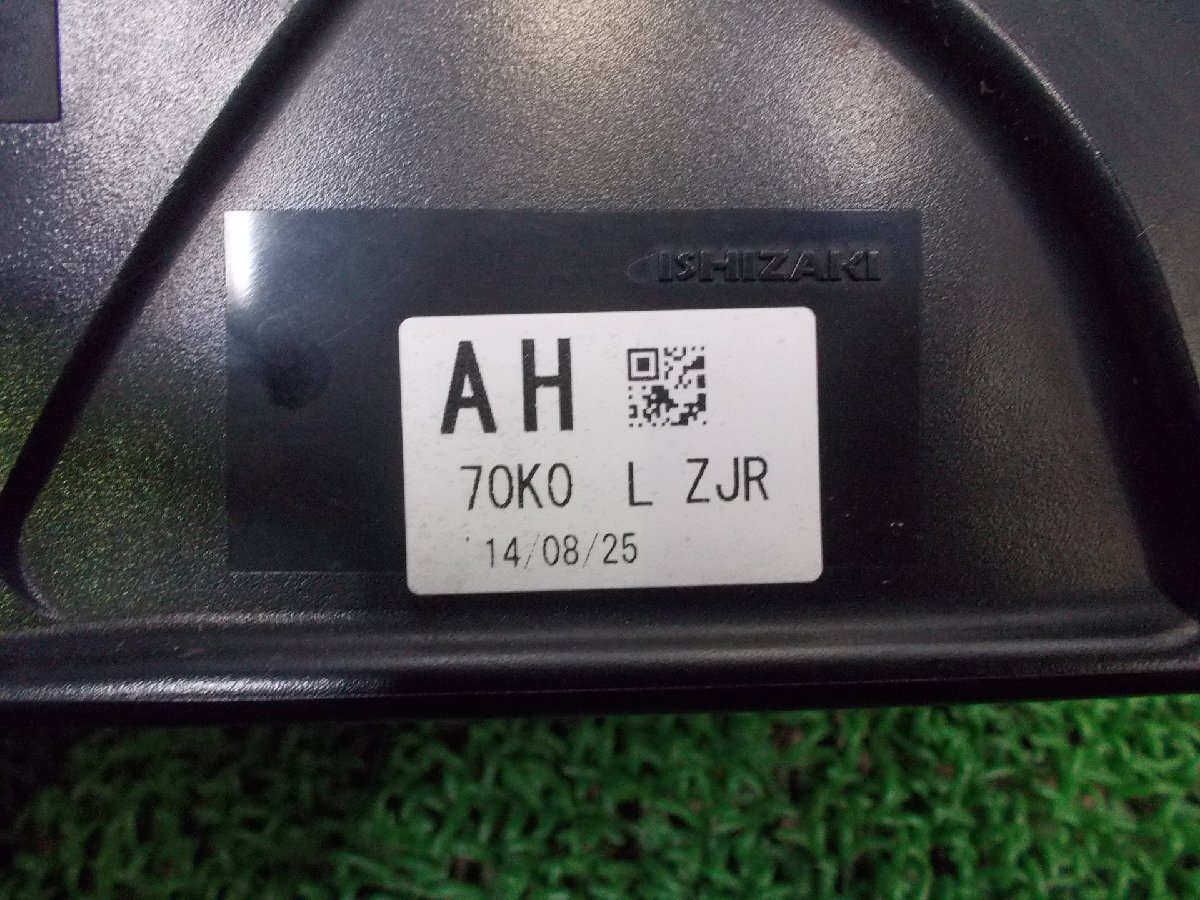 ISHIZAKI
AH
70K0 L ZJR
'14/08/25